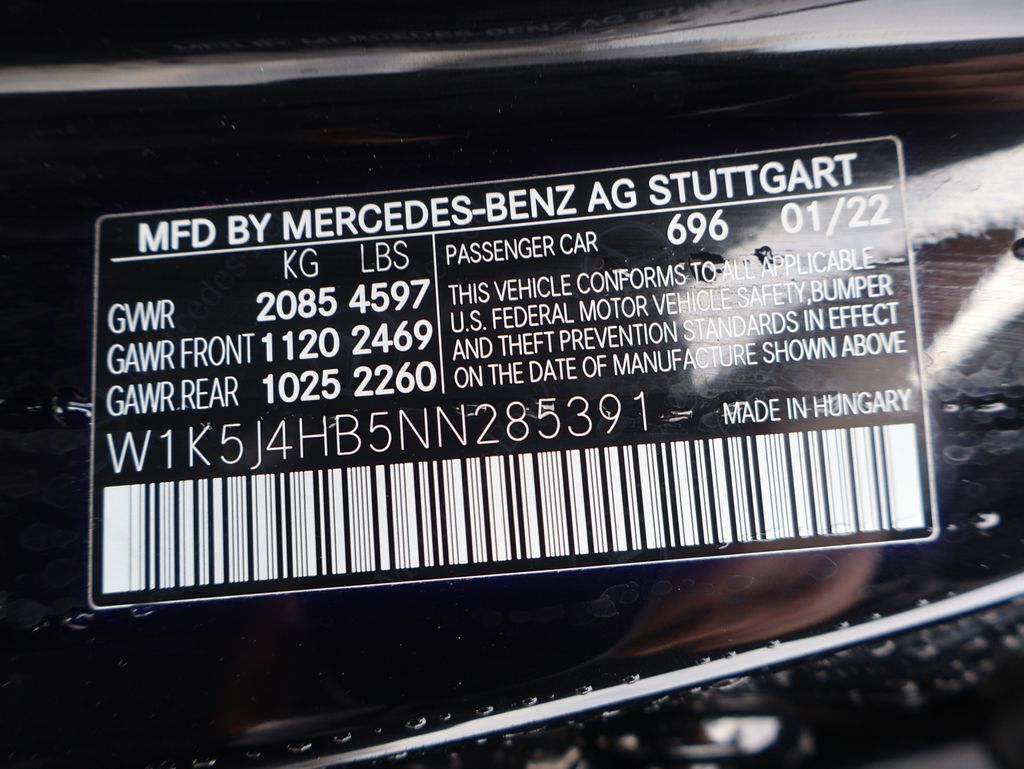 MFD BY MERCEDES-BENZ AG STUTTGART
KG LBS
GVWR 2085 4597
GAWR FRONT 1120 2469
GAWR REAR 1025 2260
PASSENGER CAR 696 01/22
THIS VEHICLE CONFORMS TO ALL APPLICABLE
U.S. FEDERAL MOTOR VEHICLE SAFETY,BUMPER
AND THEFT PREVENTION STANDARDS IN EFFECT
ON THE DATE OF MANUFACTURE SHOWN ABOVE
W1K5J4HB5NN285391
MADE IN HUNGARY